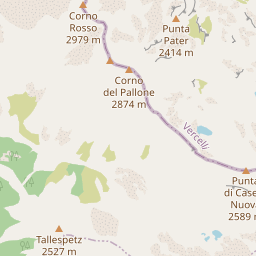 Corno
Rosso
2979 m
Punta
Pater
2414 m
Corno
del Pallone
2874 m
Vercelli
Punta
di Case
Nuova
2589 m
Tallespetz
2527 m